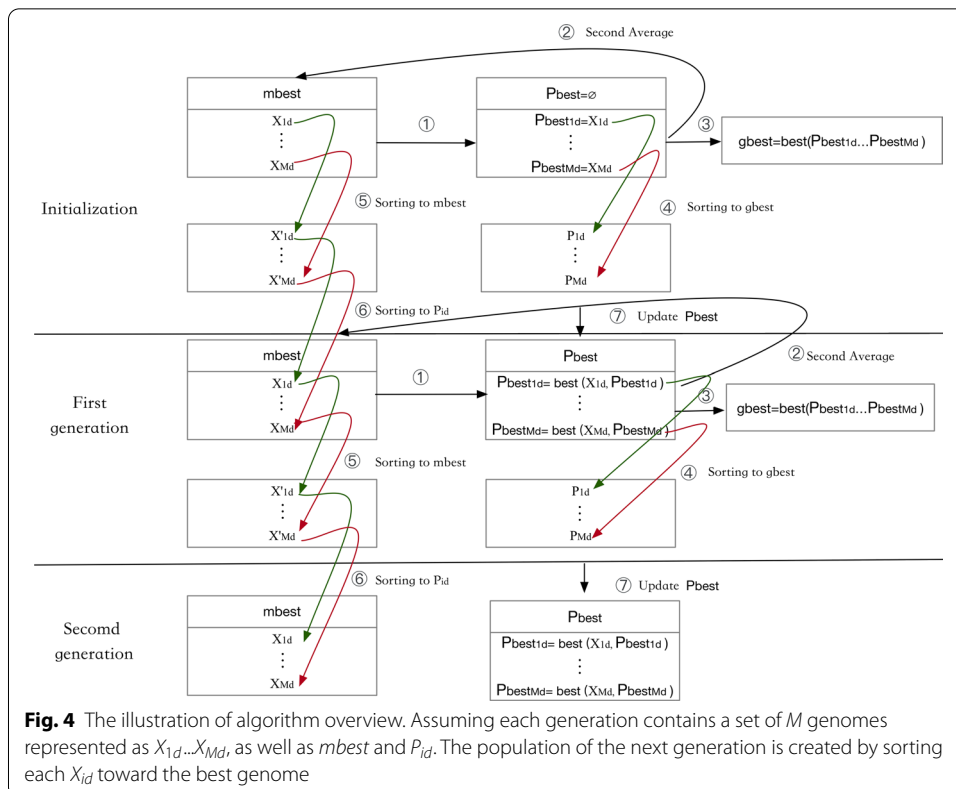 ② Second Average
mbest
Pbest=∅
X1d
⋮
XMd
①
Pbest1d=X1d
⋮
PbestMd=XMd
③
gbest=best(Pbest1d...PbestMd )
Initialization
⑤ Sorting to mbest
④ Sorting to gbest
X'1d
⋮
X'Md
P1d
⋮
PMd
⑥ Sorting to Pid
⑦ Update Pbest
mbest
Pbest
② Second Average
First
generation
X1d
⋮
XMd
①
Pbest1d= best (X1d, Pbest1d )
⋮
PbestMd= best (XMd, PbestMd )
③
gbest=best(Pbest1d...PbestMd )
⑤ Sorting to mbest
④ Sorting to gbest
X'1d
⋮
X'Md
P1d
⋮
PMd
⑥ Sorting to Pid
⑦ Update Pbest
Secomd
generation
mbest
X1d
⋮
XMd
Pbest
Pbest1d= best (X1d, Pbest1d )
⋮
PbestMd= best (XMd, PbestMd )
Fig. 4 The illustration of algorithm overview. Assuming each generation contains a set of M genomes
represented as X1d...XMd, as well as mbest and Pid. The population of the next generation is created by sorting
each Xid toward the best genome